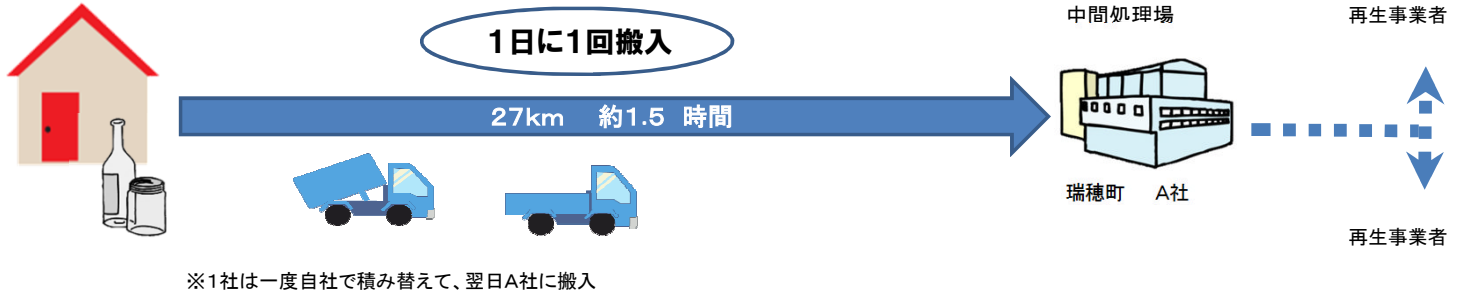 中間処理場
再生事業者
1日に1回搬入
27km 約1.5 時間
瑞穂町 A社
再生事業者
※1社は一度自社で積み替えて、翌日A社に搬入